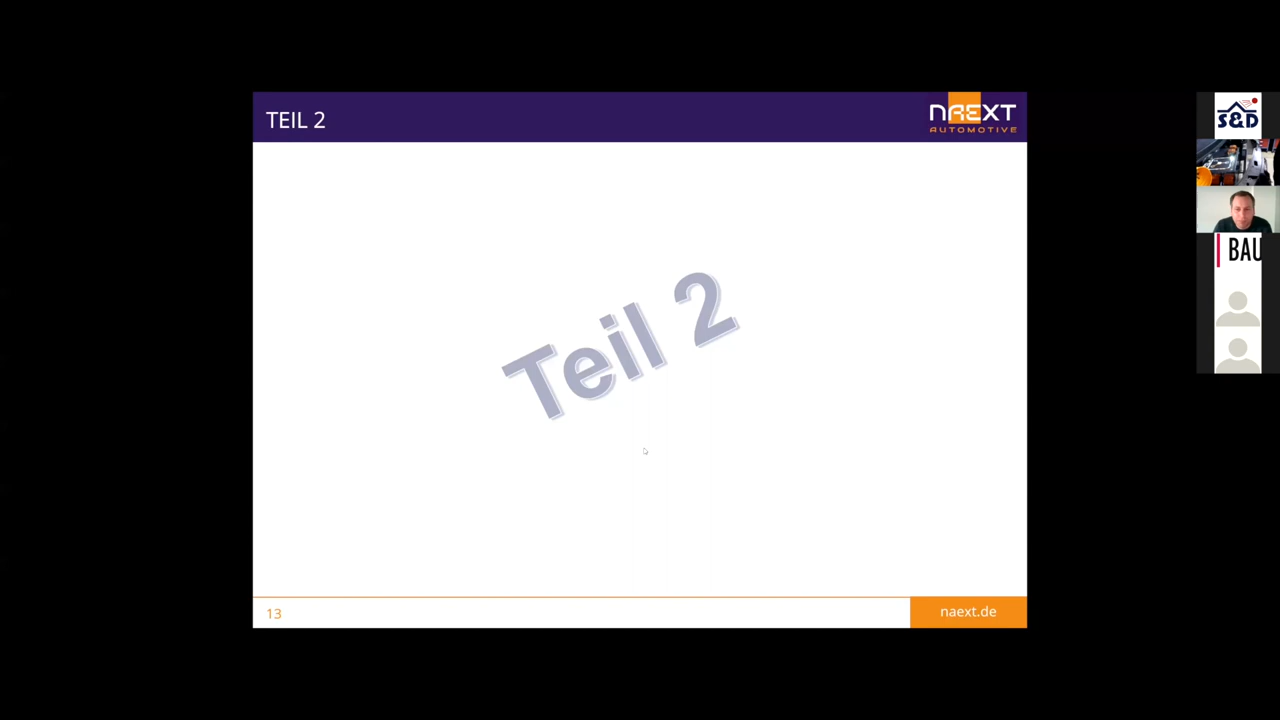 TEIL 2
NAEXT
AUTOMOTIVE
S&D
BAU
Teil 2
13
naext.de